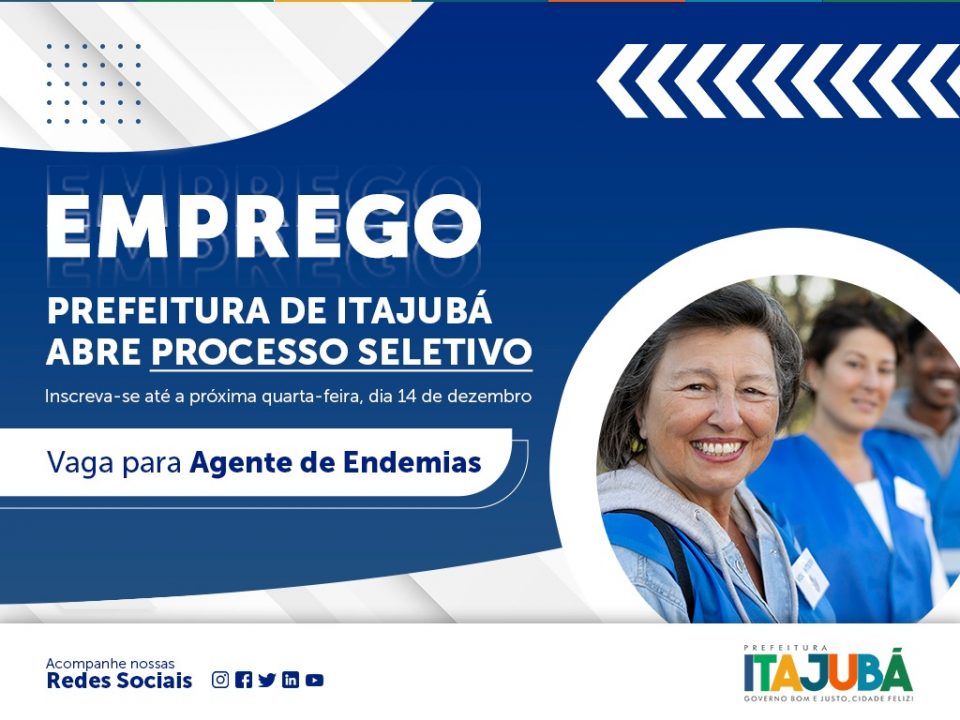 EMPREGO
PREFEITURA DE ITAJUBÁ
ABRE PROCESSO SELETIVO
Inscreva-se até a próxima quarta-feira, dia 14 de dezembro
Vaga para Agente de Endemias
Acompanhe nossas
Redes Sociais
PREFEITURA
ITAJUBÁ
GOVERNO BOM E JUSTO, CIDADE FELIZ!